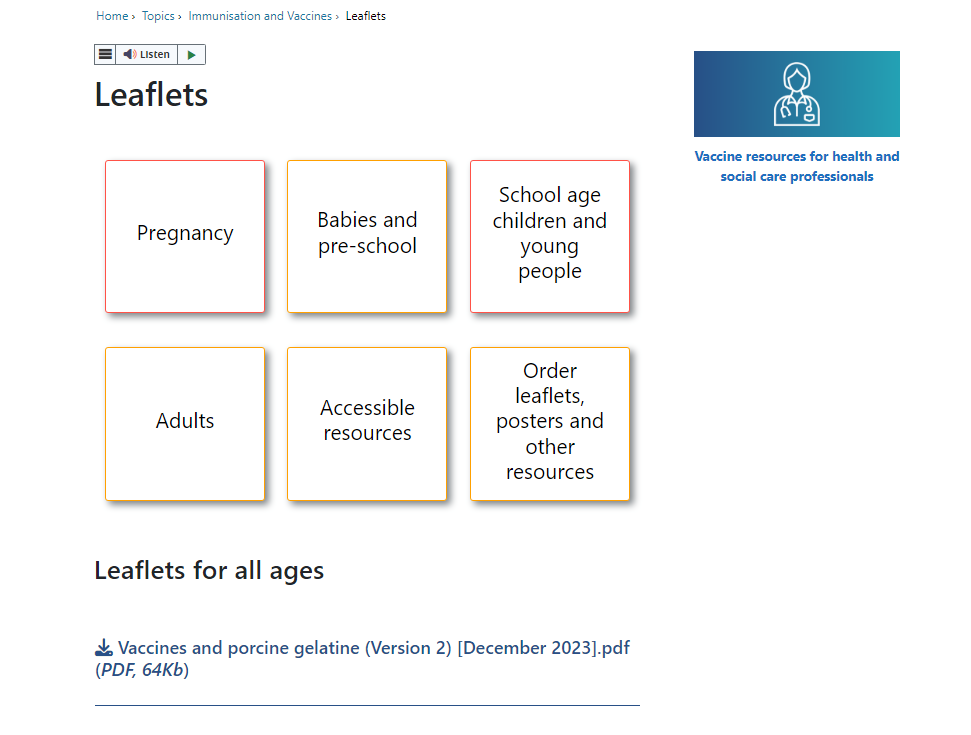 Home › Topics › Immunisation and Vaccines › Leaflets
Listen
Leaflets
Pregnancy
Babies and
pre-school
School age
children and
young
people
Adults
Accessible
resources
Order
leaflets,
posters and
other
resources
Vaccine resources for health and
social care professionals
Leaflets for all ages
Vaccines and porcine gelatine (Version 2) [December 2023].pdf
(PDF, 64Kb)